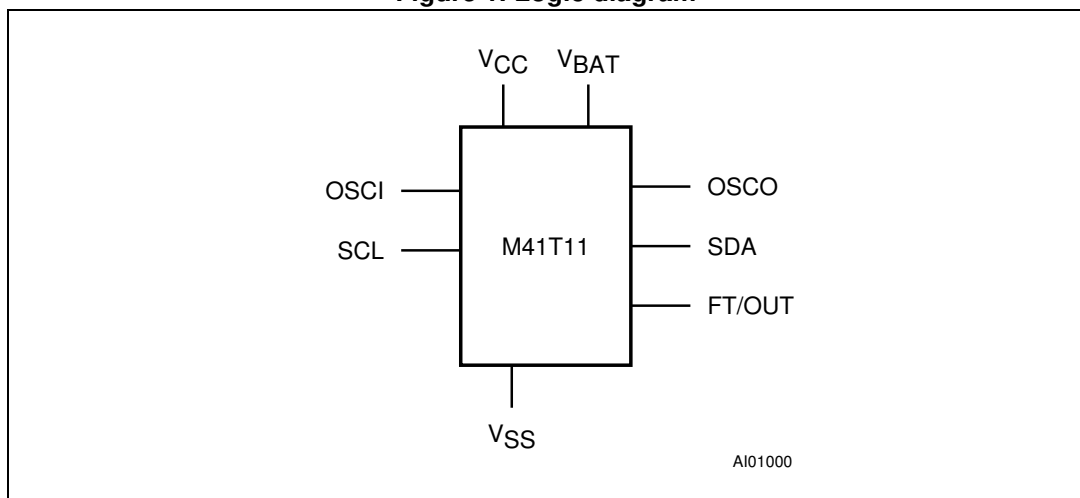 Figure 1. Logic diagram
VCC VBAT
OSCI
OSCO
SCL
M41T11
SDA
FT/OUT
VSS
AI01000